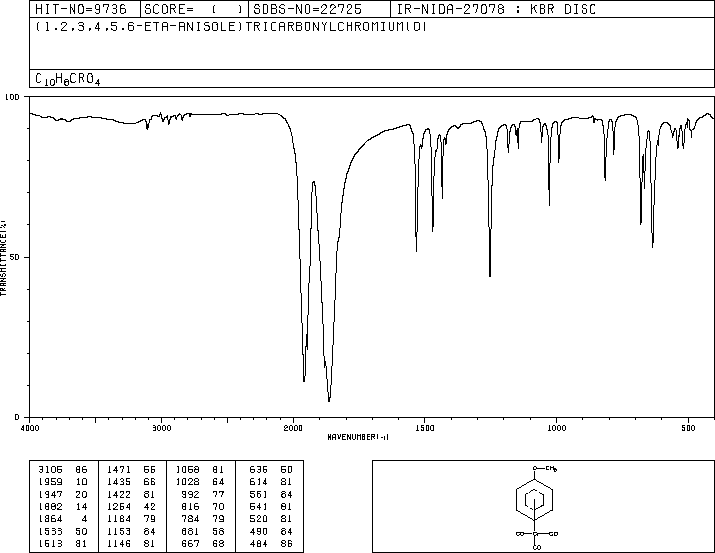 HIT-NO=9736 SCORE= ( ) SDBS-NO=22725 IR-NIDA-27078 : KBR DISC
(1,2,3,4,5,6-ETA-ANISOLE)TRICARBONYLCHROMIUM(0)
C10H8CRO4
100
50
0
TRANSMITTANCE(%)
4000 3000 2000 1500 1000 500
WAVENUMBER(-1)
3105 86 1471 56 1058 81 636 50
1959 10 1435 66 1028 64 614 81
1947 20 1422 81 992 77 561 84
1882 14 1254 42 816 70 541 81
1864 4 1184 79 784 79 520 81
1533 50 1153 84 681 58 490 84
1513 81 1146 81 667 68 484 86
O-CH3
CO Cr CO
CO